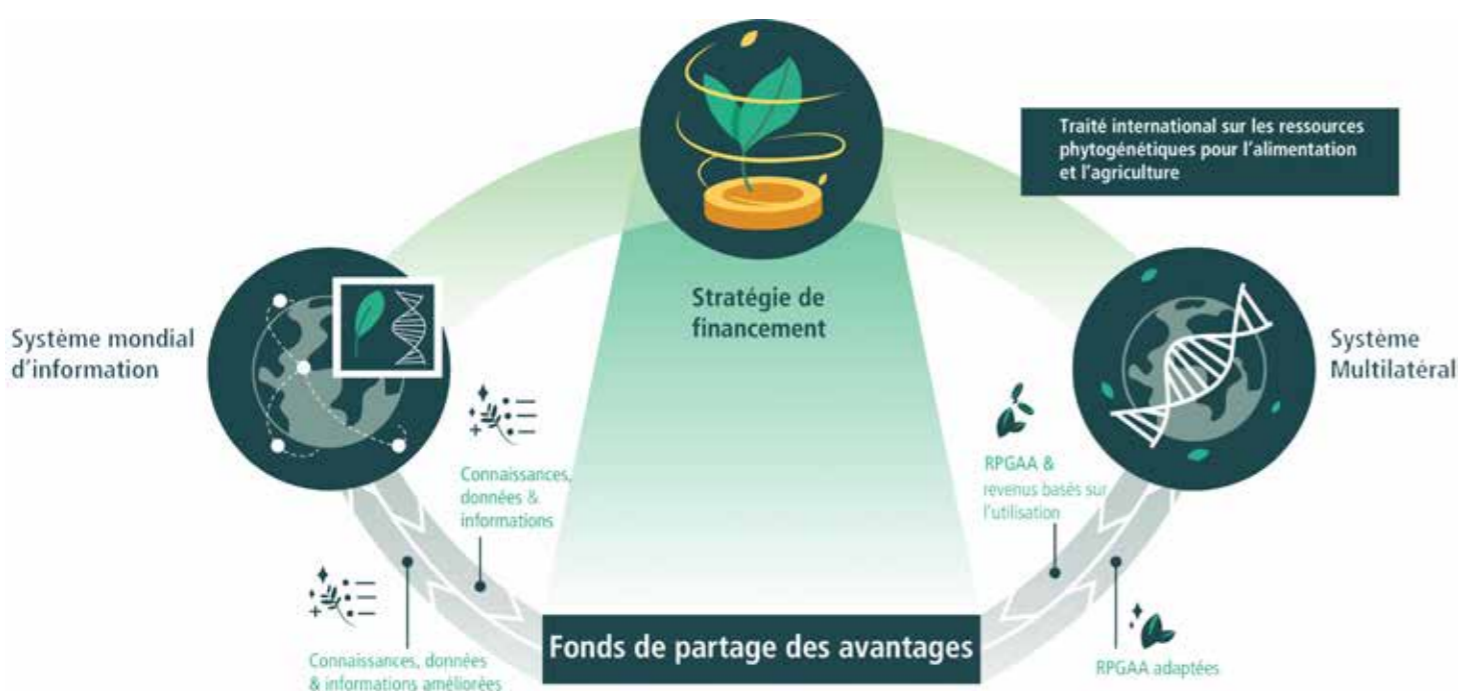 Traité international sur les ressources
phytogénétiques pour l'alimentation
et l'agriculture
Stratégie de
financement
Système mondial
d'information
Système
Multilatéral
Connaissances,
données &
informations
RPGAA &
revenus basés sur
l'utilisation
Connaissances, données
& informations améliorées
Fonds de partage des avantages
RPGAA adaptées